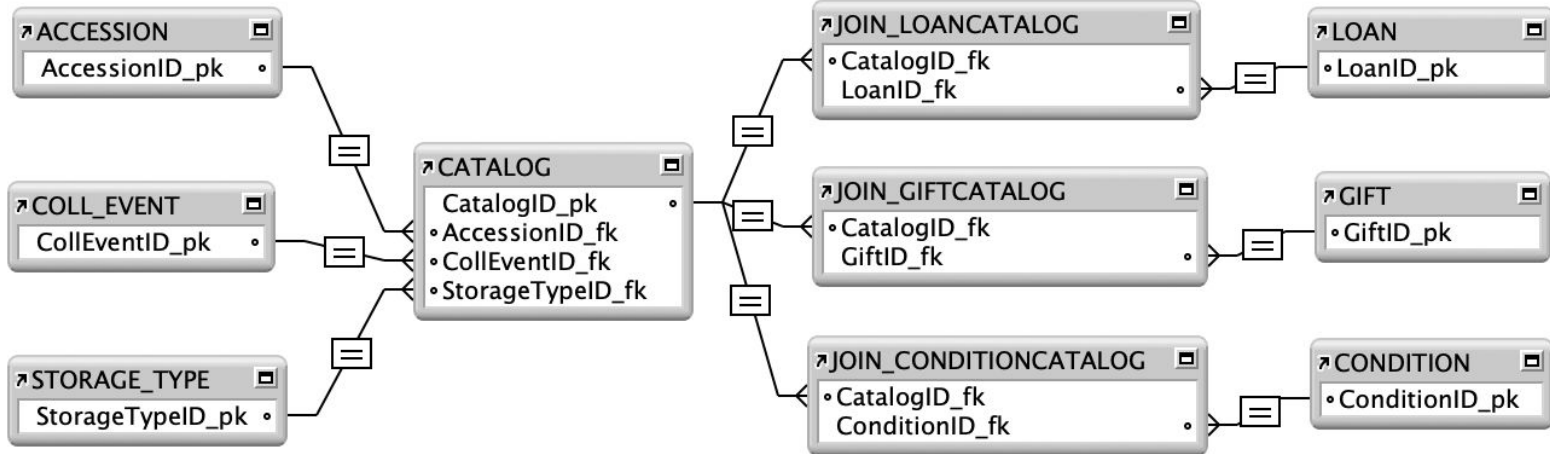 ACCESSION
AccessionID_pk
COLL_EVENT
CollEventID_pk
STORAGE_TYPE
StorageTypeID_pk
CATALOG
CatalogID_pk
AccessionID_fk
CollEventID_fk
StorageTypeID_fk
JOIN_LOANCATALOG
CatalogID_fk
LoanID_fk
LOAN
LoanID_pk
JOIN_GIFTCATALOG
CatalogID_fk
GiftID_fk
GIFT
GiftID_pk
JOIN_CONDITIONCATALOG
CatalogID_fk
ConditionID_fk
CONDITION
ConditionID_pk